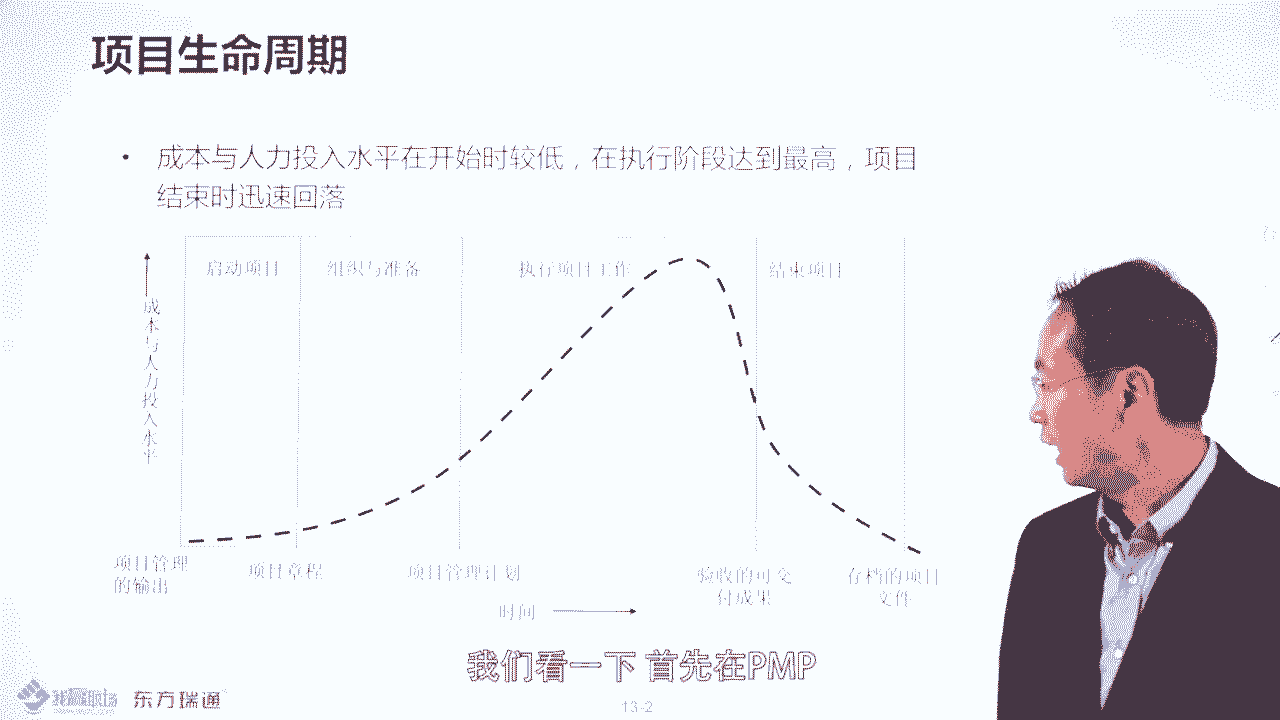 项目生命周期
• 成本与人力投入水平在开始时较低，在执行阶段达到最高，项目
结束时迅速回落
启动项目
组织与准备
执行项目工作
结束项目
成本与人力投入水平
项目管理
的输出
项目章程
项目管理计划
验收的可交
付成果
存档的项目
文件
时间
我们看一下 首先在PMP
东方瑞通
13-2